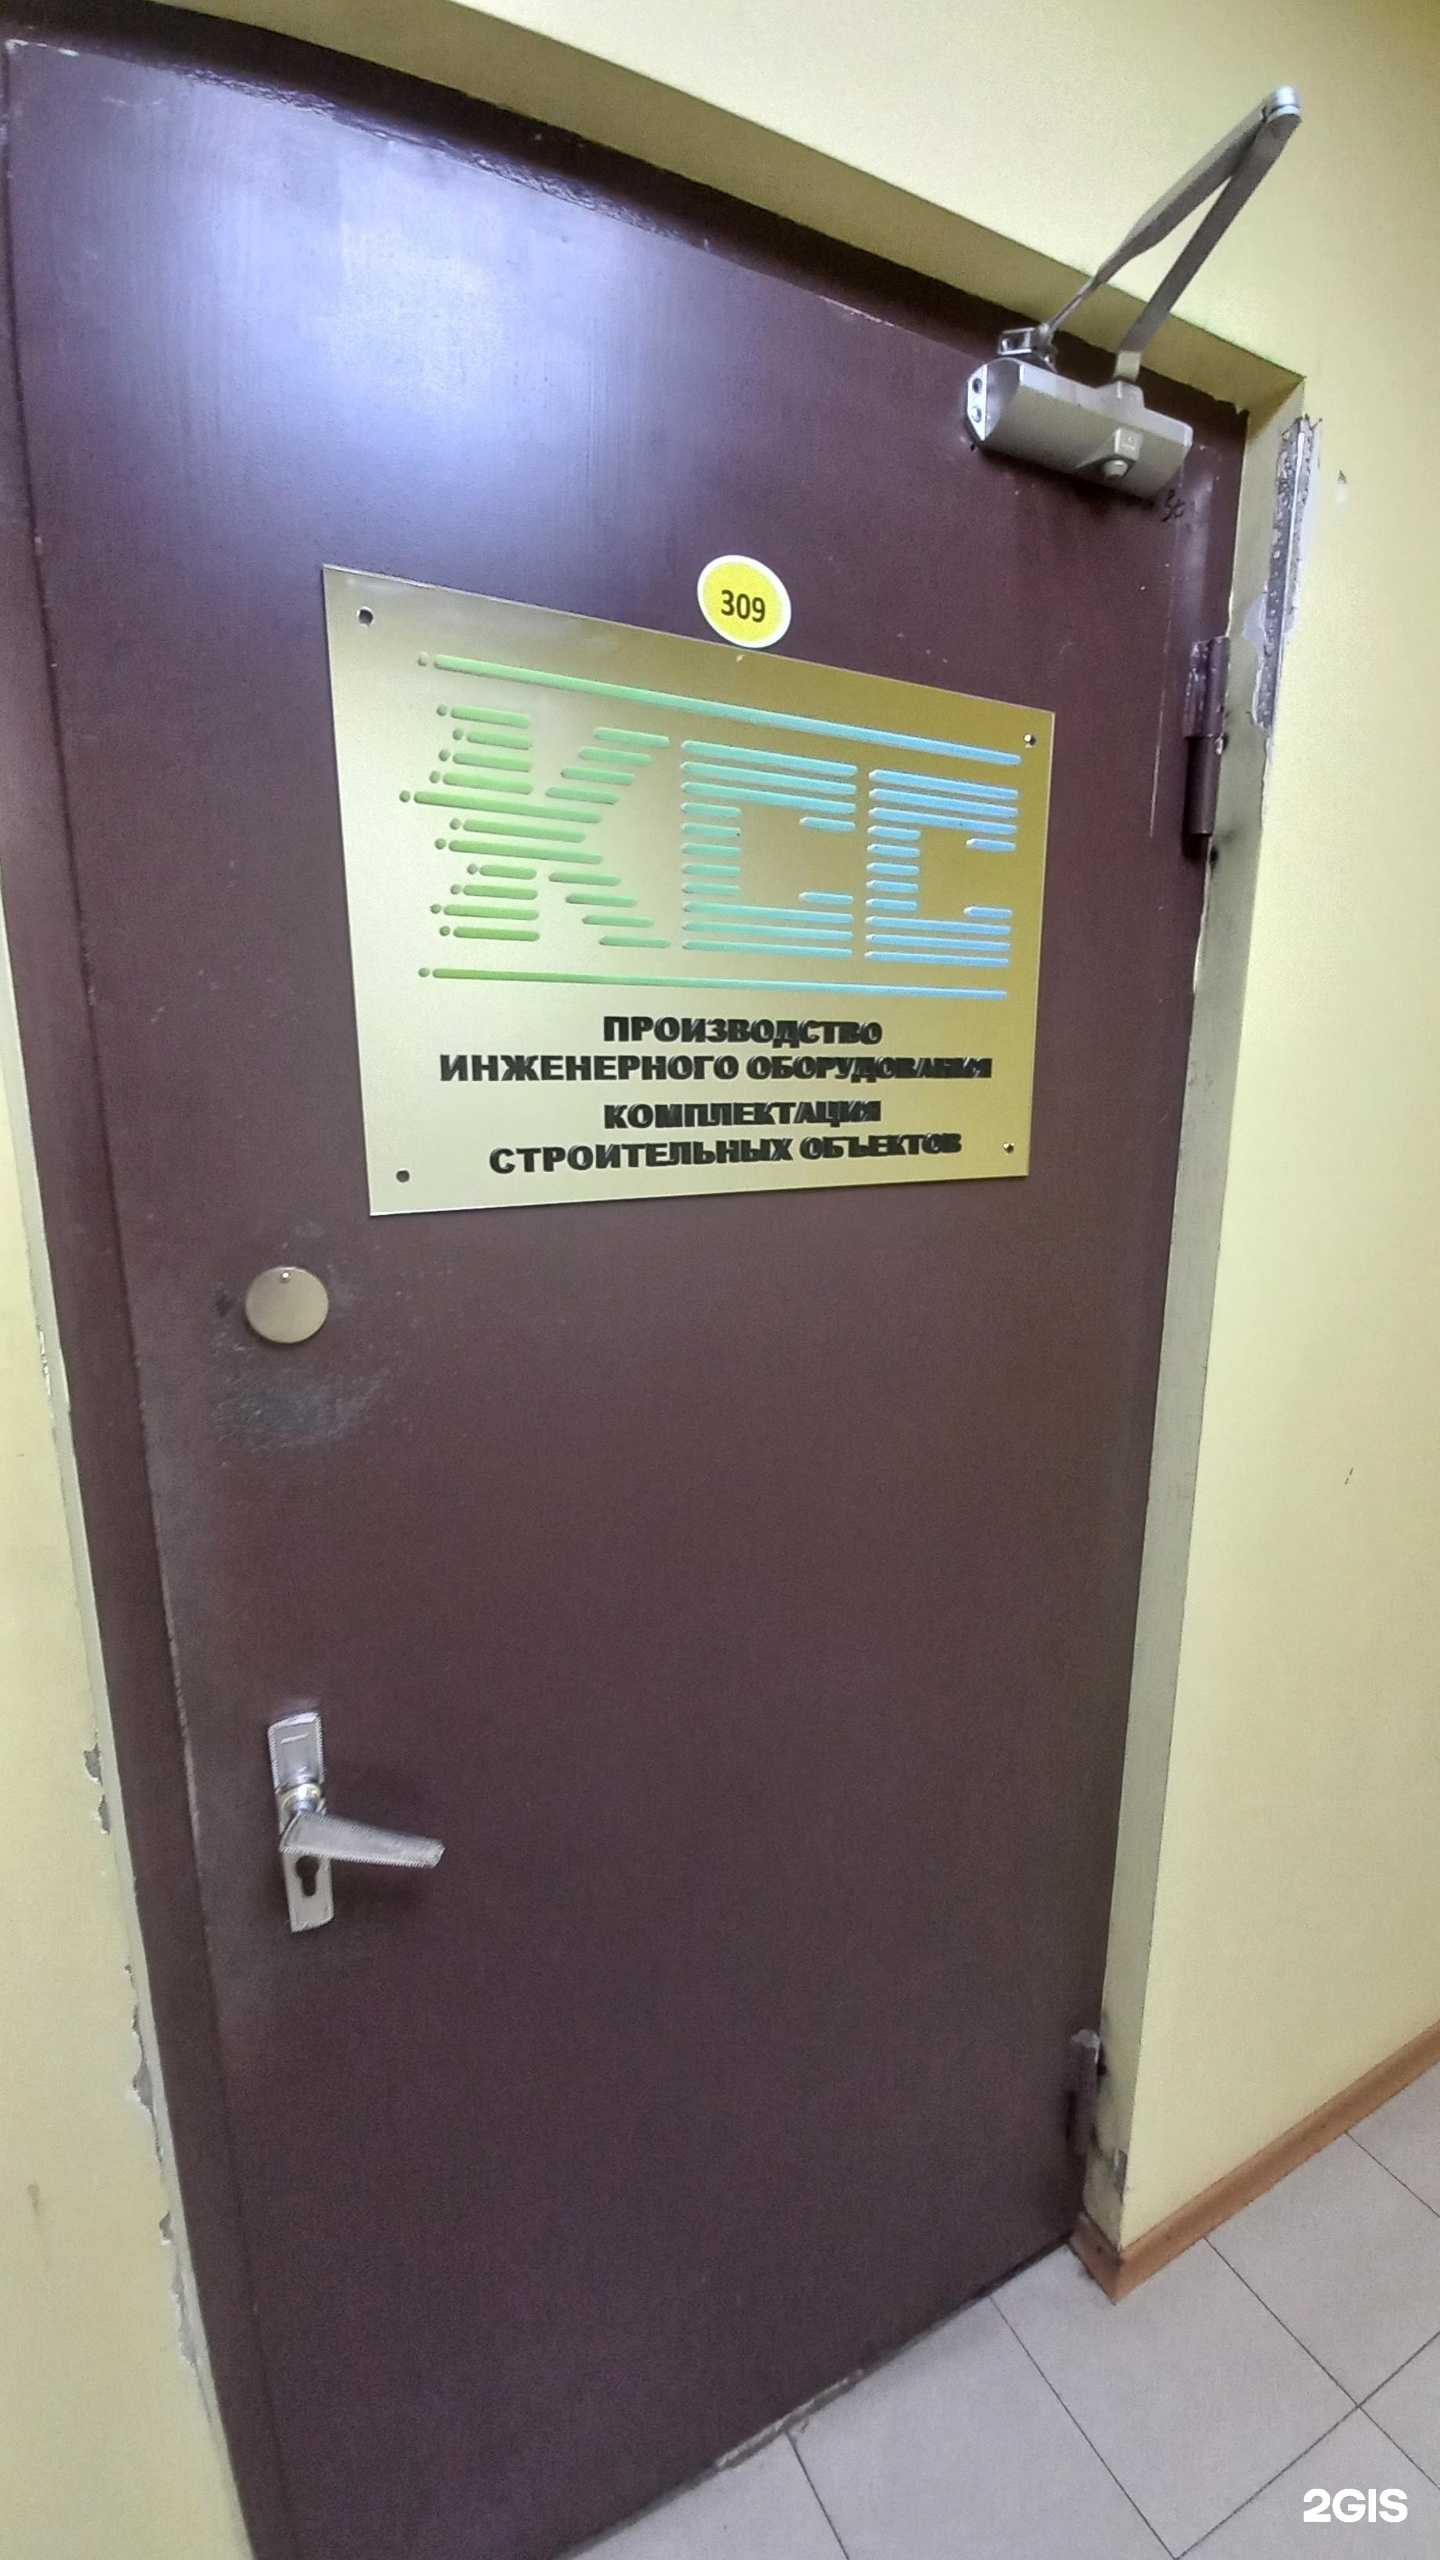 309
КСС
ПРОИЗВОДСТВО
ИНЖЕНЕРНОГО ОБОРУДОВАНИЯ
КОМПЛЕКТАЦИЯ
СТРОИТЕЛЬНЫХ ОБЪЕКТОВ
2GIS